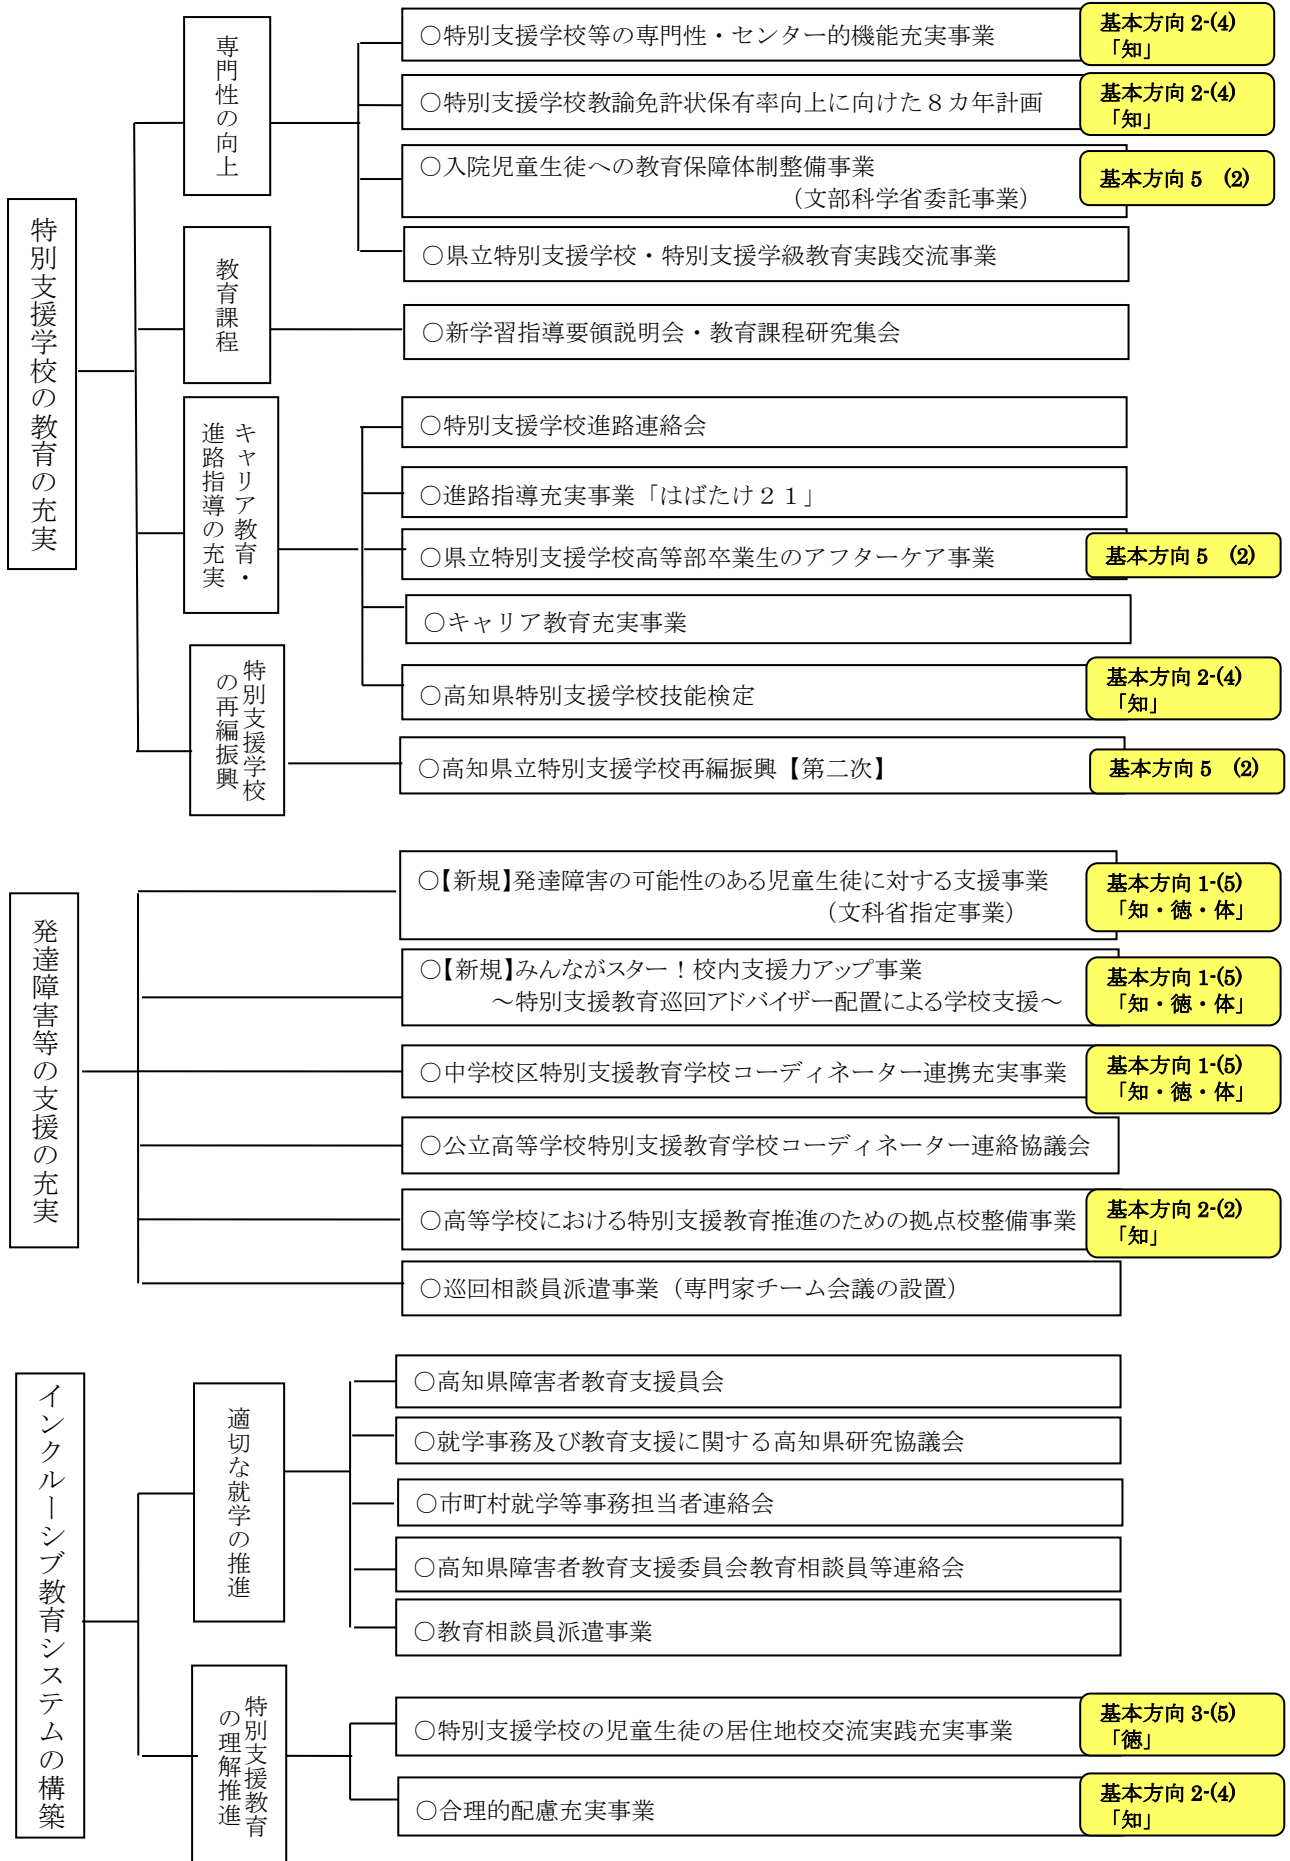 特別支援学校の教育の充実
専門性の向上
○特別支援学校等の専門性・センター的機能充実事業
基本方向 2-(4)
「知」
○特別支援学校教諭免許状保有率向上に向けた８カ年計画
基本方向 2-(4)
「知」
○入院児童生徒への教育保障体制整備事業
（文部科学省委託事業）
基本方向 5　(2)
○県立特別支援学校・特別支援学級教育実践交流事業
教育課程
○新学習指導要領説明会・教育課程研究集会
キャリア教育・
進路指導の充実
○特別支援学校進路連絡会
○進路指導充実事業「はばたけ２１」
○県立特別支援学校高等部卒業生のアフターケア事業
基本方向 5　(2)
○キャリア教育充実事業
○高知県特別支援学校技能検定
基本方向 2-(4)
「知」
特別支援学校
の再編振興
○高知県立特別支援学校再編振興【第二次】
基本方向 5　(2)
発達障害等の支援の充実
○【新規】発達障害の可能性のある児童生徒に対する支援事業
（文科省指定事業）
基本方向 1-(5)
「知・徳・体」
○【新規】みんながスター！校内支援力アップ事業
～特別支援教育巡回アドバイザー配置による学校支援～
基本方向 1-(5)
「知・徳・体」
○中学校区特別支援教育学校コーディネーター連携充実事業
基本方向 1-(5)
「知・徳・体」
○公立高等学校特別支援教育学校コーディネーター連絡協議会
○高等学校における特別支援教育推進のための拠点校整備事業
基本方向 2-(2)
「知」
○巡回相談員派遣事業（専門家チーム会議の設置）
インクルーシブ教育システムの構築
適切な就学の推進
○高知県障害者教育支援員会
○就学事務及び教育支援に関する高知県研究協議会
○市町村就学等事務担当者連絡会
○高知県障害者教育支援委員会教育相談員等連絡会
○教育相談員派遣事業
特別支援教育
の理解推進
○特別支援学校の児童生徒の居住地校交流実践充実事業
基本方向 3-(5)
「徳」
○合理的配慮充実事業
基本方向 2-(4)
「知」